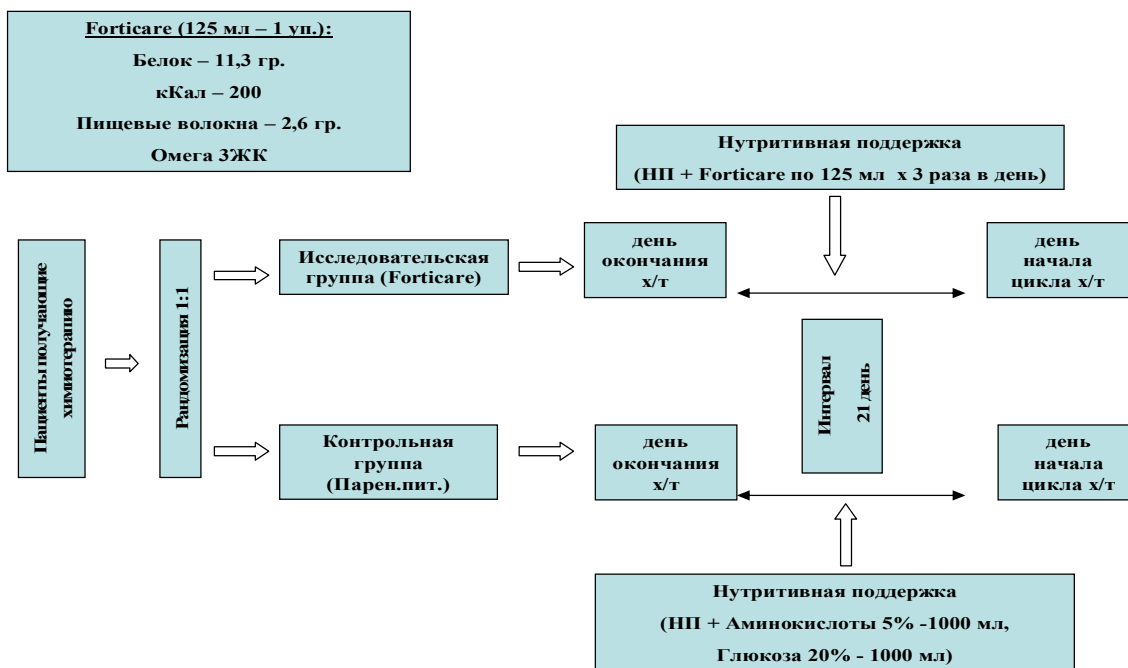 Forticare (125 мл – 1 уп.):
Белок – 11,3 гр.
кКал – 200
Пищевые волокна – 2,6 гр.
Омега 3ЖК
Нутритивная поддержка
(НП + Forticare по 125 мл х 3 раза в день)
Пациенты получающие
химиотерапию
Рандомизация 1:1
Исследовательская
группа (Forticare)
день
окончания
х/т
день
начала
цикла х/т
Интервал
21 день
Контрольная
группа
(Парен.пит.)
день
окончания
х/т
день
начала
цикла х/т
Нутритивная поддержка
(НП + Аминокислоты 5% -1000 мл,
Глюкоза 20% - 1000 мл)